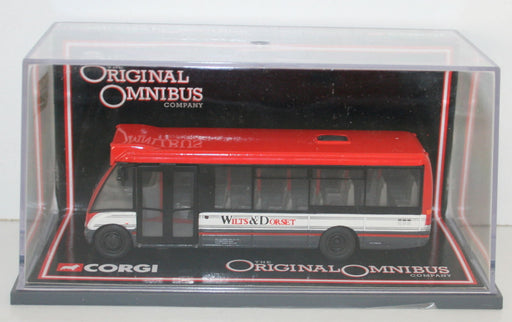 THE
ORIGINAL
OMNIBUS
COMPANY
WILTS & DORSET
CORGI
THE
ORIGINAL OMNIBUS
COMPANY